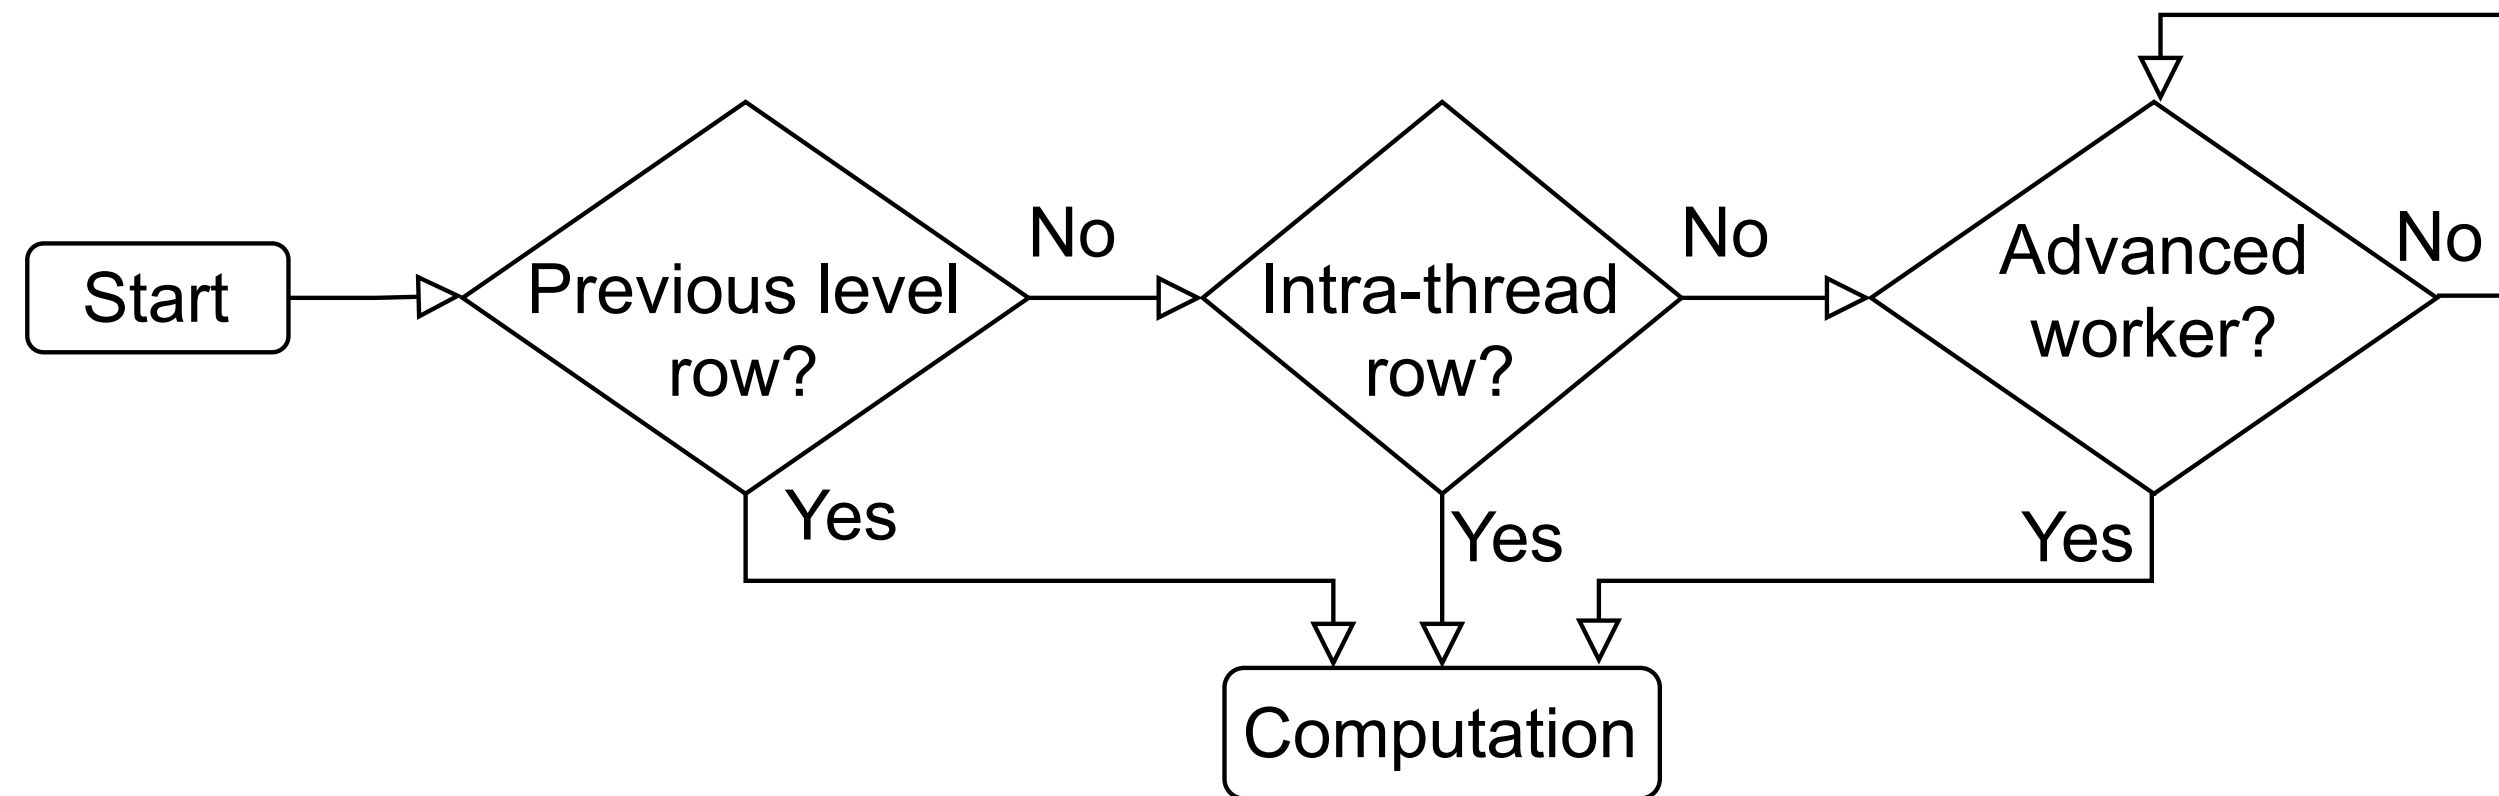 Start
Previous level
row?
No
Intra-thread
row?
No
Advanced
worker?
No
Yes
Yes
Yes
Computation